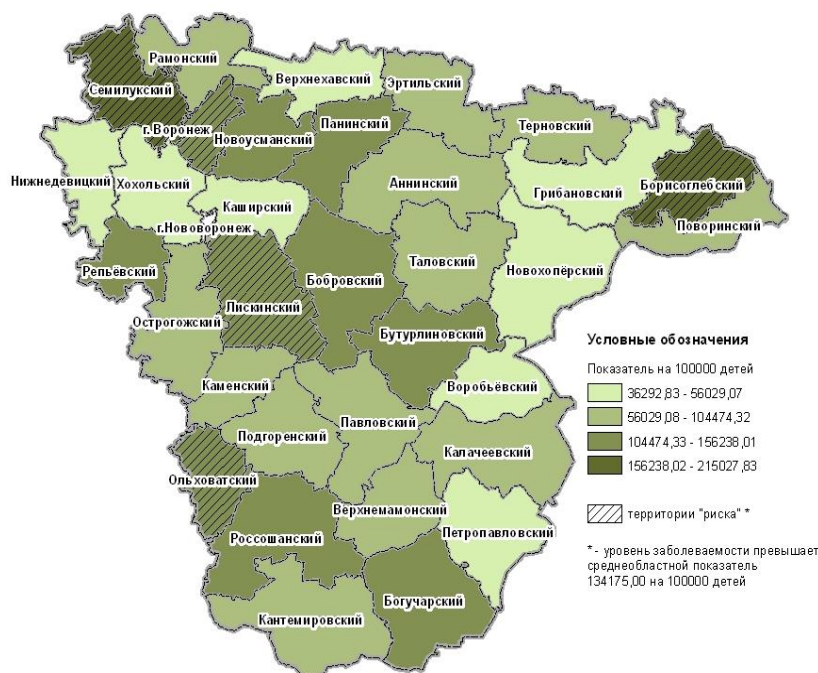 Рамонский
Верхнехавский
Эртильский
Семилукский
г. Воронеж
Новоусманский
Панинский
Терновский
Нижнедевицкий
Хохольский
Каширский
Аннинский
Грибановский
Борисоглебский
Поворинский
г.Нововоронеж
Репьёвский
Бобровский
Таловский
Новохопёрский
Лискинский
Острогожский
Бутурлиновский
Каменский
Воробьёвский
Павловский
Подгоренский
Калачеевский
Ольховатский
Верхнемамонский
Россошанский
Петропавловский
Богучарский
Кантемировский
Условные обозначения
Показатель на 100000 детей
36292,83 - 56029,07
56029,08 - 104474,32
104474,33 - 156238,01
156238,02 - 215027,83
территории "риска" *
* - уровень заболеваемости превышает
среднеобластной показатель
134175,00 на 100000 детей